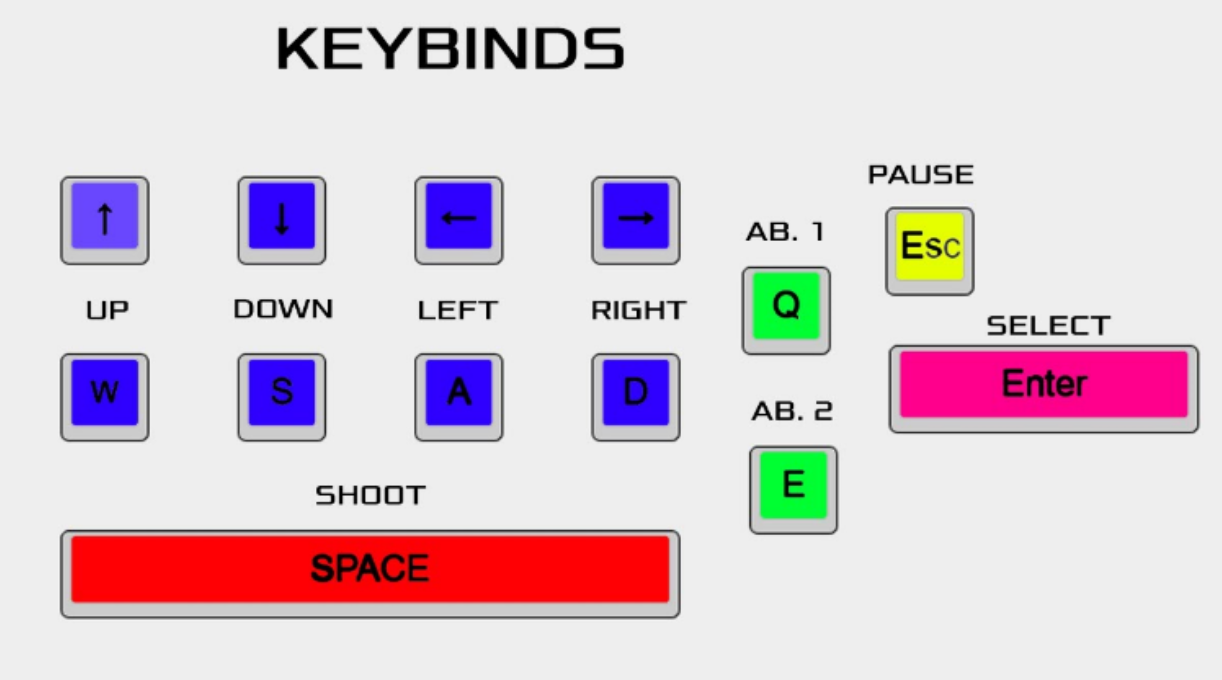 KEYBINDS
↑ ↓ ← →
UP DOWN LEFT RIGHT
W S A D
SHOOT
SPACE
AB. 1
Q
AB. 2
E
PAUSE
Esc
SELECT
Enter